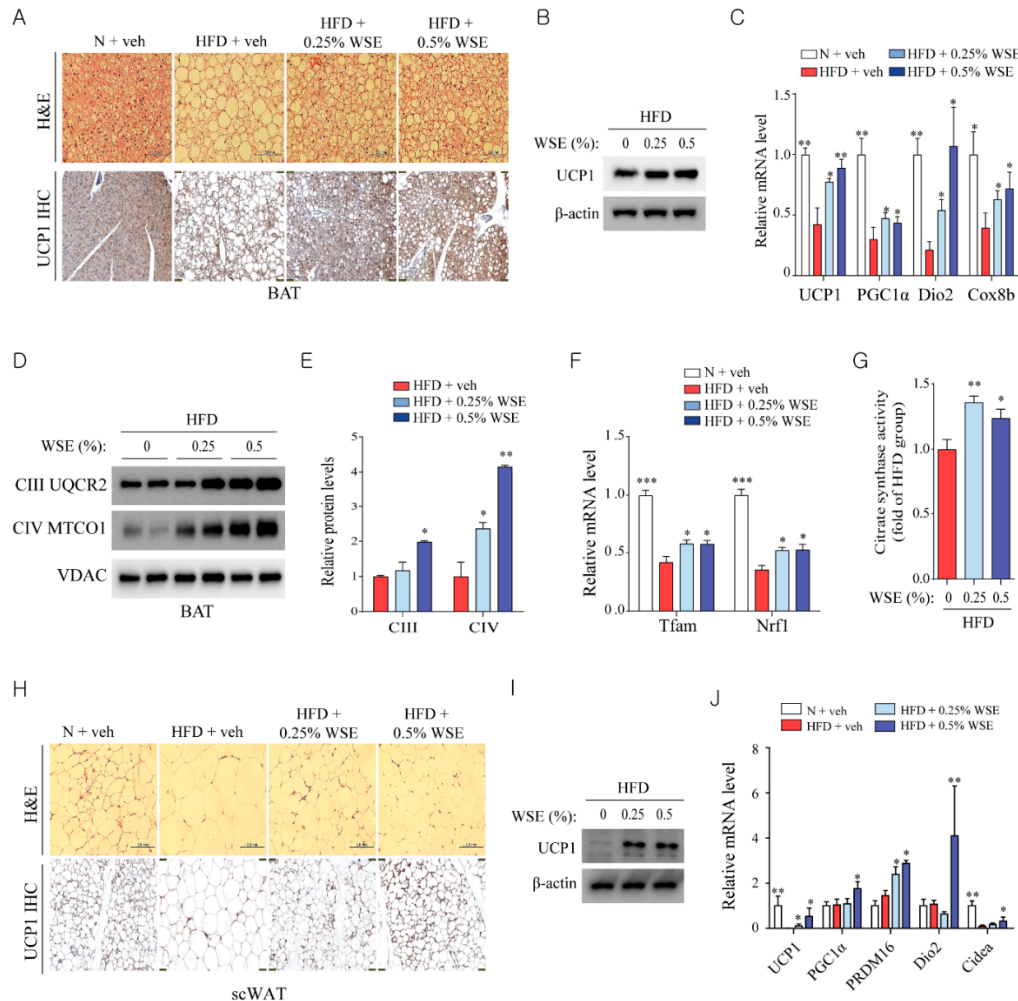 A
N + veh
HFD + veh
HFD +
0.25% WSE
HFD +
0.5% WSE
H&E
UCP1 IHC
BAT
B
HFD
WSE (%): 0 0.25 0.5
UCP1
β-actin
C
N + veh
HFD + 0.25% WSE
HFD + veh
HFD + 0.5% WSE
Relative mRNA level
1.5
1.0
0.5
0
** ** ** ** * * ** * * * * *
UCP1 PGC1α Dio2 Cox8b
D
HFD
WSE (%): 0 0.25 0.5
CIII UQCR2
CIV MTCO1
VDAC
BAT
E
HFD + veh
HFD + 0.25% WSE
HFD + 0.5% WSE
Relative protein levels
6
4
2
1
0
* * **
CIII CIV
F
N + veh
HFD + veh
HFD + 0.25% WSE
HFD + 0.5% WSE
Relative mRNA level
1.5
1.0
0.5
0.0
*** * * *** * *
Tfam Nrf1
G
Citrate synthase activity
(fold of HFD group)
1.5
1.0
0.5
0.0
** *
WSE (%): 0 0.25 0.5
HFD
H
N + veh
HFD + veh
HFD +
0.25% WSE
HFD +
0.5% WSE
H&E
UCP1 IHC
scWAT
I
HFD
WSE (%): 0 0.25 0.5
UCP1
β-actin
J
N + veh
HFD + 0.25% WSE
HFD + veh
HFD + 0.5% WSE
Relative mRNA level
8
6
4
2
0
** * * * * * ** ** *
UCP1 PGC1α PRDM16 Dio2 Cidea